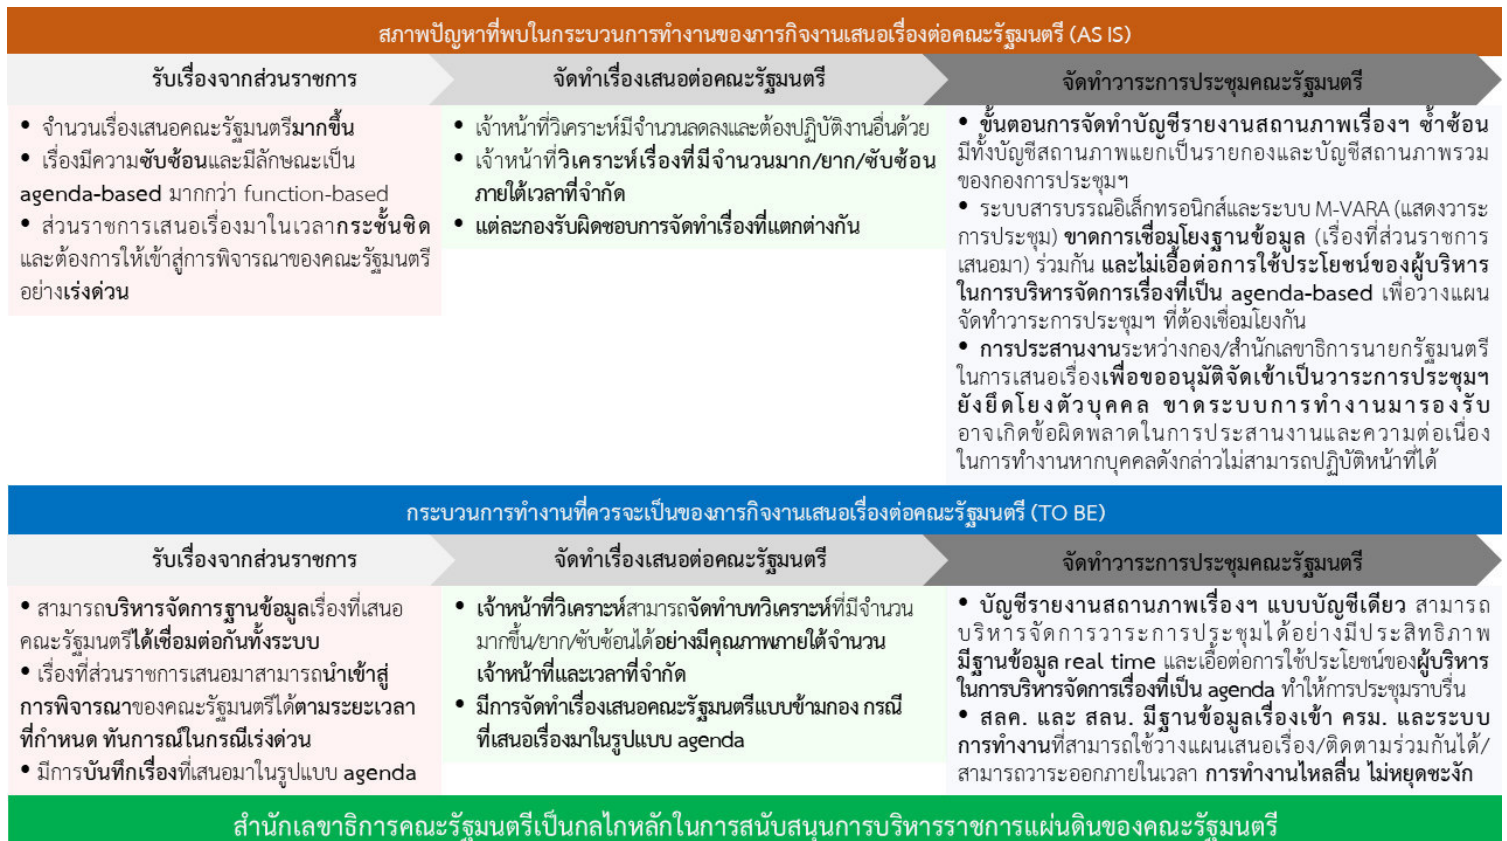 สภาพปัญหาที่พบในกระบวนการทำงานของภารกิจงานเสนอเรื่องต่อคณะรัฐมนตรี (AS IS)
รับเรื่องจากส่วนราชการ
• จำนวนเรื่องเสนอคณะรัฐมนตรีมากขึ้น
• เรื่องมีความซับซ้อนและมีลักษณะเป็น
agenda-based มากกว่า function-based
• ส่วนราชการเสนอเรื่องมาในเวลากระชั้นชิด
และต้องการให้เข้าสู่การพิจารณาของคณะรัฐมนตรี
อย่างเร่งด่วน
จัดทำเรื่องเสนอต่อคณะรัฐมนตรี
• เจ้าหน้าที่วิเคราะห์มีจำนวนลดลงและต้องปฏิบัติงานอื่นด้วย
• เจ้าหน้าที่วิเคราะห์เรื่องที่มีจำนวนมาก/ยาก/ซับซ้อน
ภายใต้เวลาที่จำกัด
• แต่ละกองรับผิดชอบการจัดทำเรื่องที่แตกต่างกัน
จัดทำวาระการประชุมคณะรัฐมนตรี
• ขั้นตอนการจัดทำบัญชีรายงานสถานภาพเรื่องฯ ซ้ำซ้อน
มีทั้งบัญชีสถานภาพแยกเป็นรายกองและบัญชีสถานภาพรวม
ของกองการประชุมฯ
• ระบบสารบรรณอิเล็กทรอนิกส์และระบบ M-VARA (แสดงวาระ
การประชุม) ขาดการเชื่อมโยงฐานข้อมูล (เรื่องที่ส่วนราชการ
เสนอมา) ร่วมกัน และไม่เอื้อต่อการใช้ประโยชน์ของผู้บริหาร
ในการบริหารจัดการเรื่องที่เป็น agenda-based เพื่อวางแผน
จัดทำวาระการประชุมฯ ที่ต้องเชื่อมโยงกัน
• การประสานงานระหว่างกอง/สำนักเลขาธิการนายกรัฐมนตรี
ในการเสนอเรื่องเพื่อขออนุมัติจัดเข้าเป็นวาระการประชุมฯ
ยังยึดโยงตัวบุคคล ขาดระบบการทำงานมารองรับ
อาจเกิดข้อผิดพลาดในการประสานงานและความต่อเนื่อง
ในการทำงานหากบุคคลดังกล่าวไม่สามารถปฏิบัติหน้าที่ได้
กระบวนการทำงานที่ควรจะเป็นของภารกิจงานเสนอเรื่องต่อคณะรัฐมนตรี (TO BE)
รับเรื่องจากส่วนราชการ
• สามารถบริหารจัดการฐานข้อมูลเรื่องที่เสนอ
คณะรัฐมนตรีได้เชื่อมต่อกันทั้งระบบ
• เรื่องที่ส่วนราชการเสนอมาสามารถนำเข้าสู่
การพิจารณาของคณะรัฐมนตรีได้ตามระยะเวลา
ที่กำหนด ทันการณ์ในกรณีเร่งด่วน
• มีการบันทึกเรื่องที่เสนอมาในรูปแบบ agenda
จัดทำเรื่องเสนอต่อคณะรัฐมนตรี
• เจ้าหน้าที่วิเคราะห์สามารถจัดทำบทวิเคราะห์ที่มีจำนวน
มากขึ้น/ยาก/ซับซ้อนได้อย่างมีคุณภาพภายใต้จำนวน
เจ้าหน้าที่และเวลาที่จำกัด
• มีการจัดทำเรื่องเสนอคณะรัฐมนตรีแบบข้ามกอง กรณี
ที่เสนอเรื่องมาในรูปแบบ agenda
จัดทำวาระการประชุมคณะรัฐมนตรี
• บัญชีรายงานสถานภาพเรื่องฯ แบบบัญชีเดียว สามารถ
บริหารจัดการวาระการประชุมได้อย่างมีประสิทธิภาพ
มีฐานข้อมูล real time และเอื้อต่อการใช้ประโยชน์ของผู้บริหาร
ในการบริหารจัดการเรื่องที่เป็น agenda ทำให้การประชุมราบรื่น
• สลค. และ สลน. มีฐานข้อมูลเรื่องเข้า ครม. และระบบ
การทำงานที่สามารถใช้วางแผนเสนอเรื่อง/ติดตามร่วมกันได้/
สามารถวาระออกภายในเวลา การทำงานไหลลื่น ไม่หยุดชะงัก
สำนักเลขาธิการคณะรัฐมนตรีเป็นกลไกหลักในการสนับสนุนการบริหารราชการแผ่นดินของคณะรัฐมนตรี